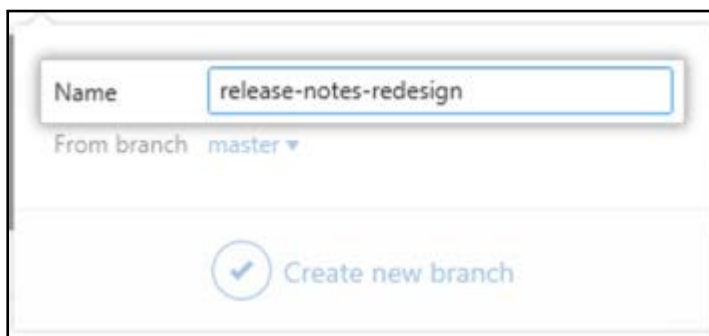 Name release-notes-redesign
From branch master
Create new branch